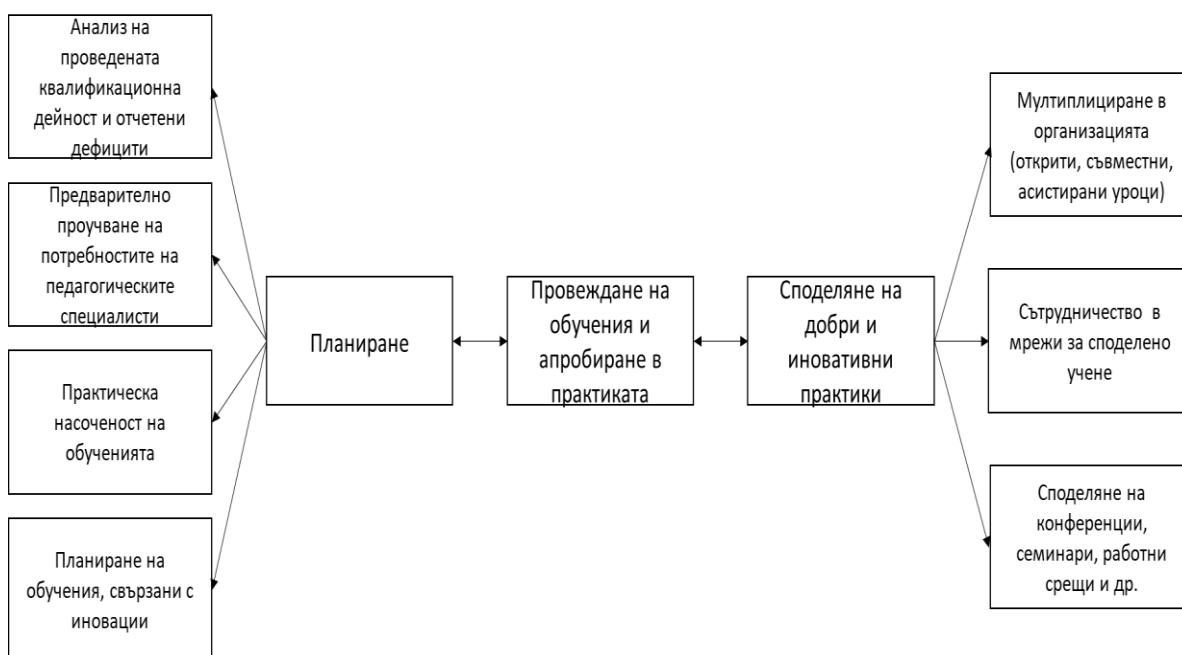 Анализ на
проведената
квалификационна
дейност и отчетени
дефицити
Предварително
проучване на
потребностите на
педагогическите
специалисти
Практическа
насоченост на
обученията
Планиране на
обучения, свързани с
иновации
Планиране
Провеждане на
обучения и
апробиране в
практиката
Споделяне на
добри и
иновативни
практики
Мултиплициране в
организацията
(открити, съвместни,
асистирани уроци)
Сътрудничество в
мрежи за споделено
учене
Споделяне на
конференции,
семинари, работни
срещи и др.